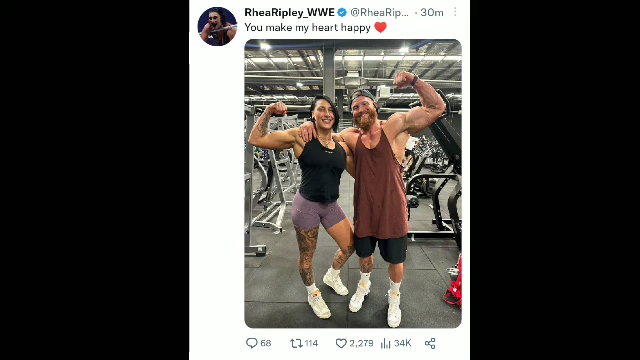 RheaRipley_WWE @RheaRip... · 30m
You make my heart happy ♥️
68 114 2,279 34K